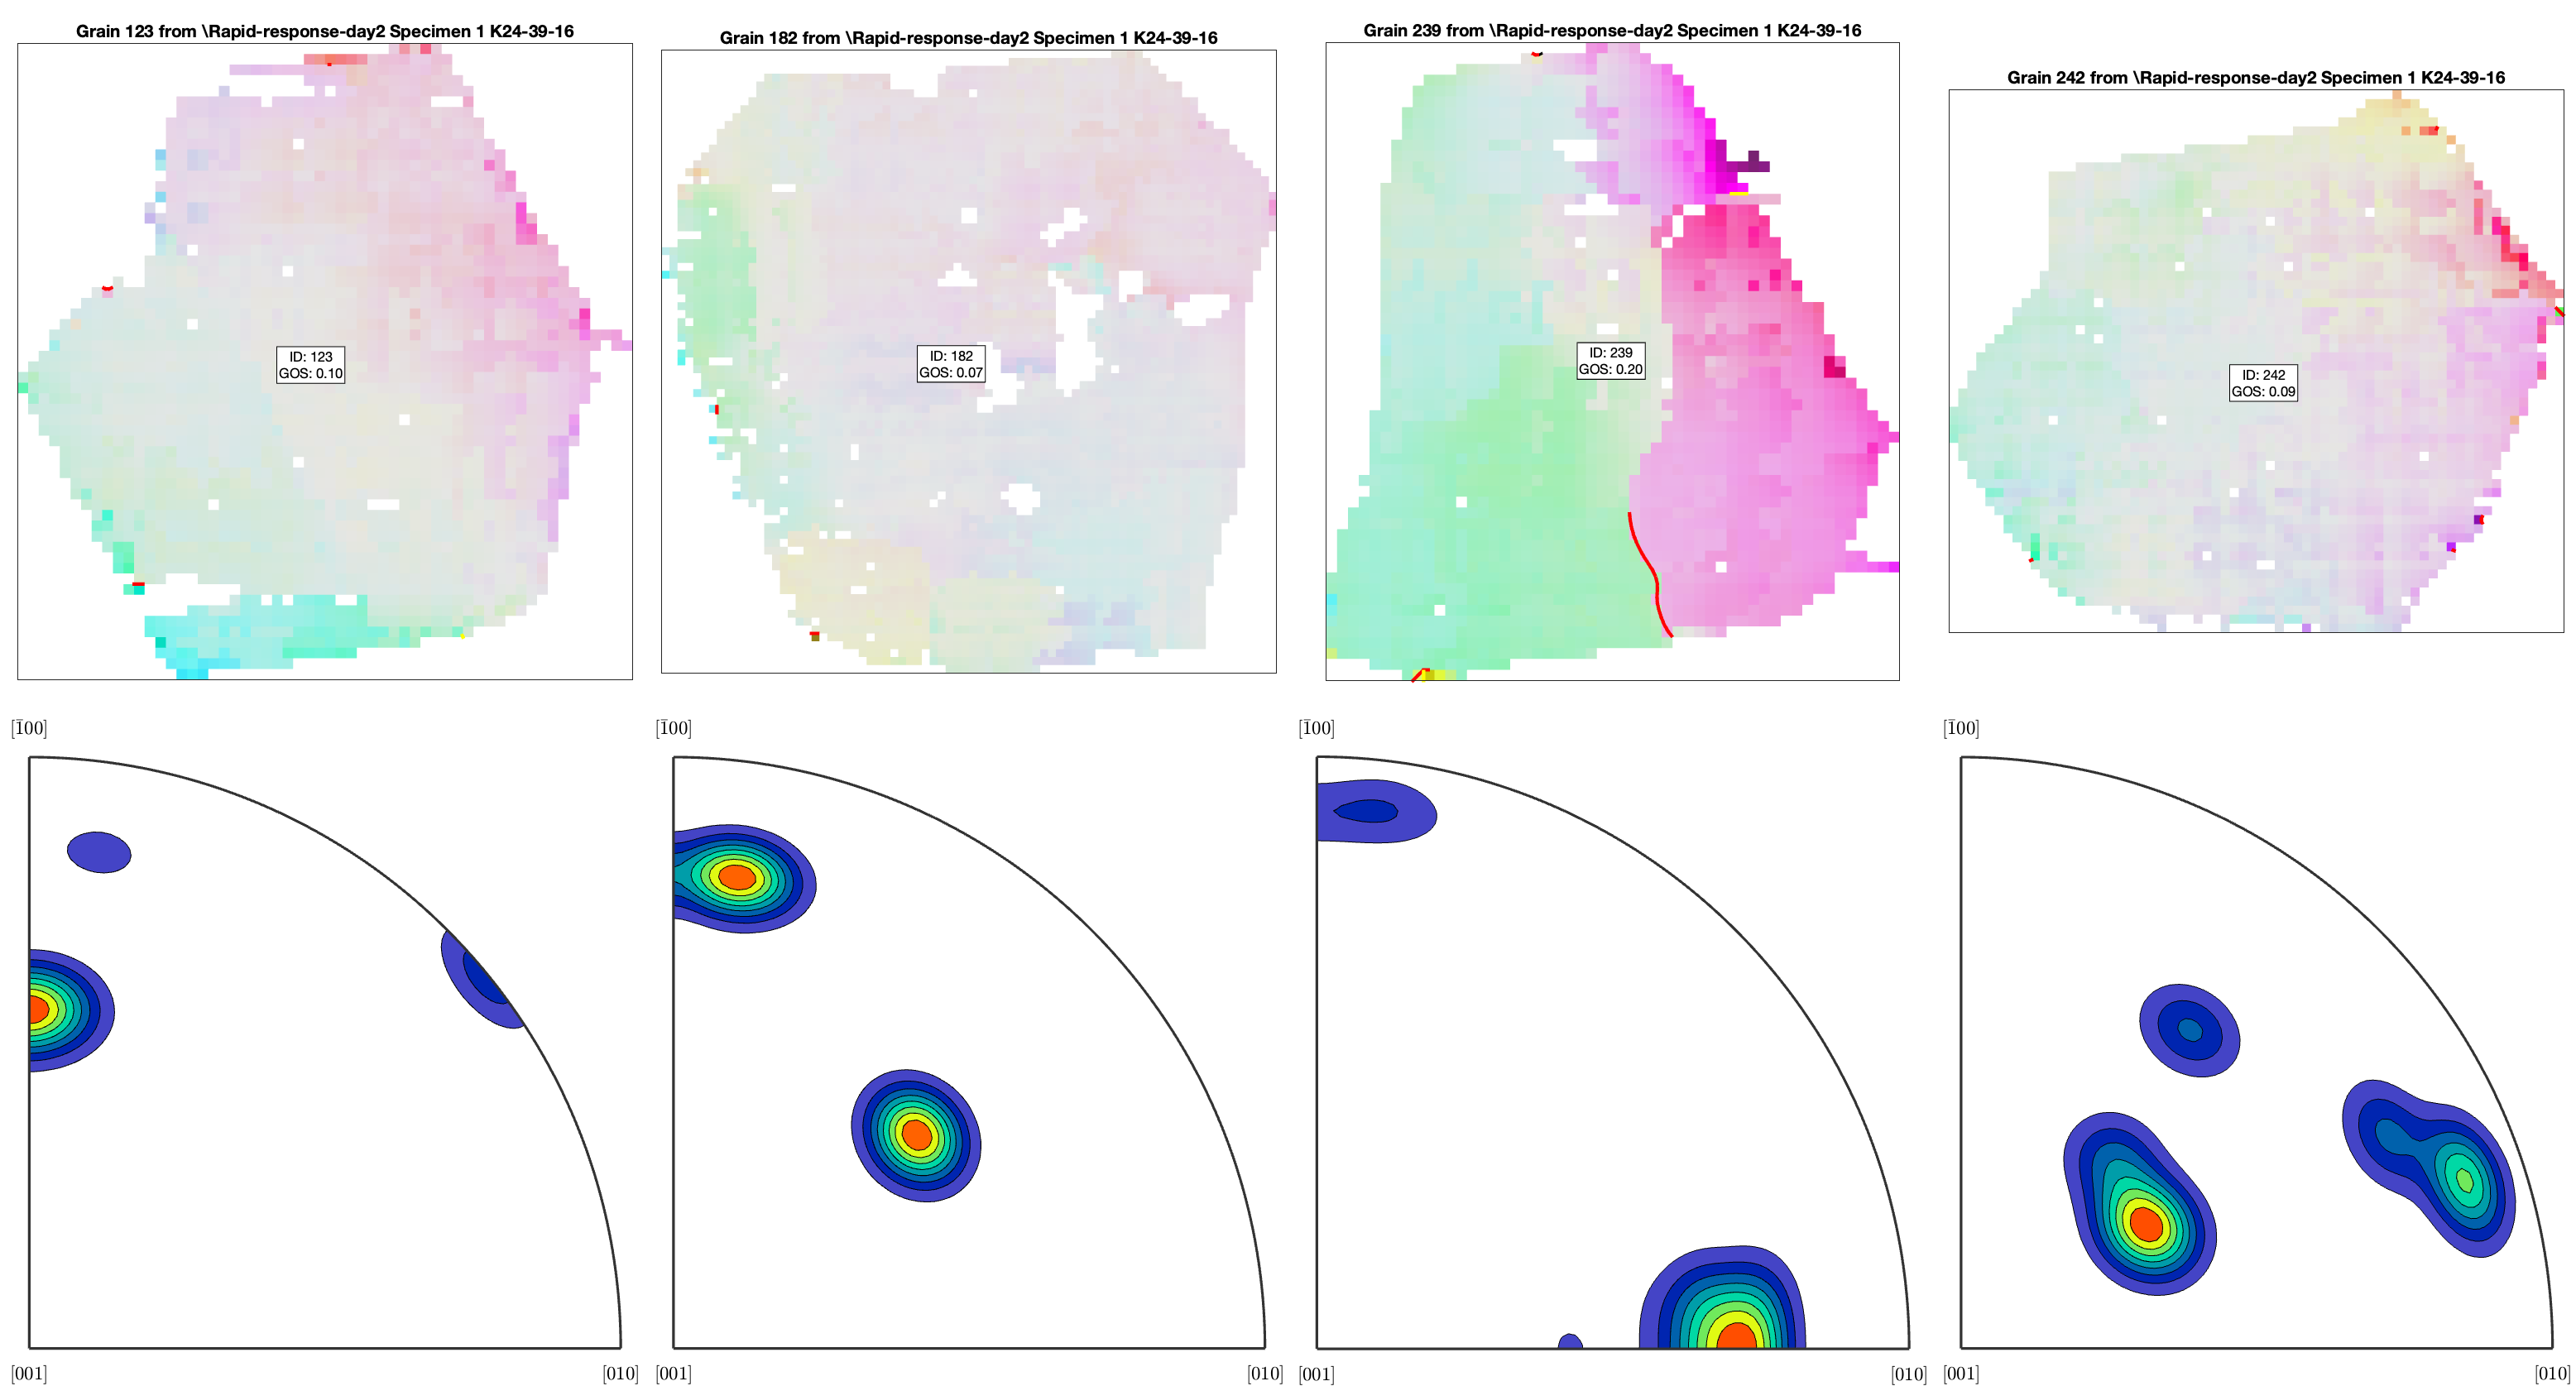 Grain 123 from \Rapid-response-day2 Specimen 1 K24-39-16
Grain 182 from \Rapid-response-day2 Specimen 1 K24-39-16
Grain 239 from \Rapid-response-day2 Specimen 1 K24-39-16
Grain 242 from \Rapid-response-day2 Specimen 1 K24-39-16
ID: 123
GOS: 0.10
ID: 182
GOS: 0.07
ID: 239
GOS: 0.20
ID: 242
GOS: 0.09
[1̄00]
[1̄00]
[1̄00]
[1̄00]
[001]
[010]
[001]
[010]
[001]
[010]
[001]
[010]